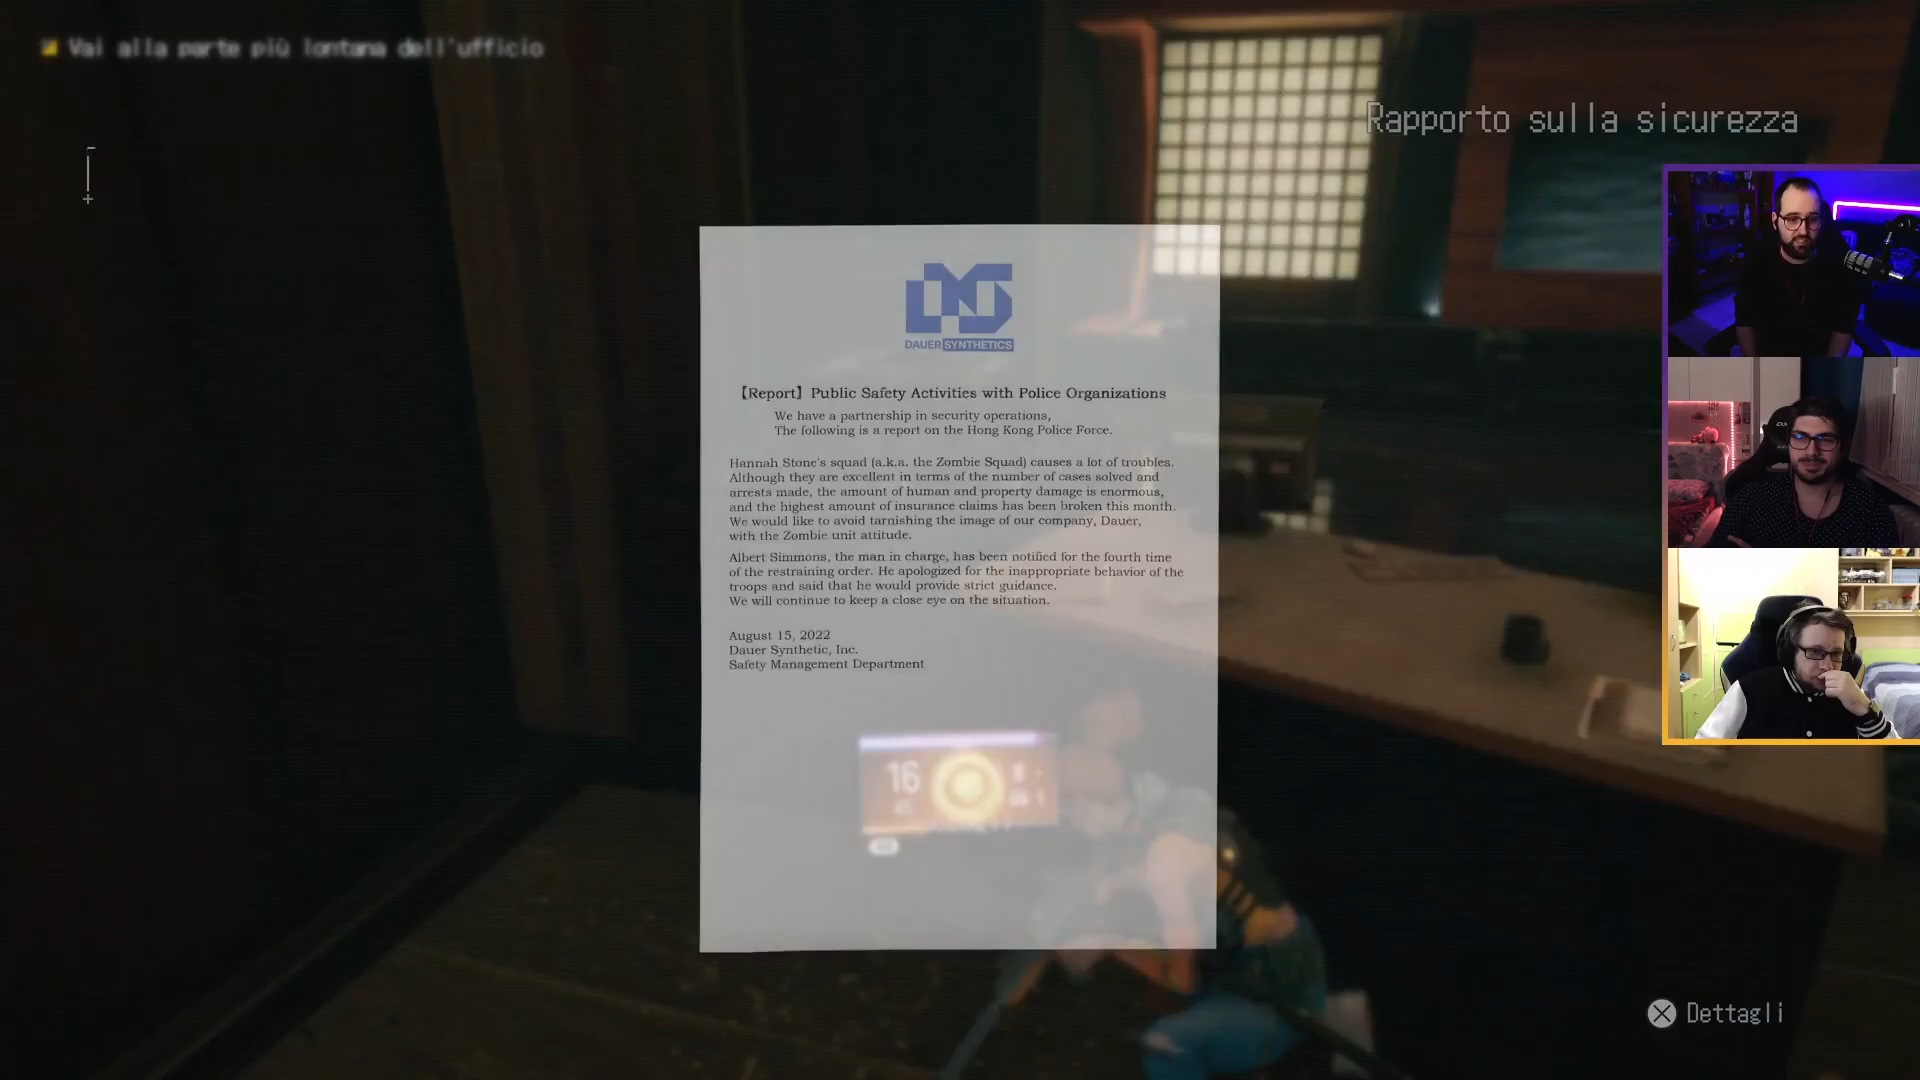 Vai alla parte più lontana dell'ufficio
Rapporto sulla sicurezza
DAUER SYNTHETICS
【Report】 Public Safety Activities with Police Organizations
We have a partnership in security operations,
The following is a report on the Hong Kong Police Force.
Hannah Stone's squad (a.k.a. the Zombie Squad) causes a lot of troubles.
Although they are excellent in terms of the number of cases solved and
arrests made, the amount of human and property damage is enormous,
and the highest amount of insurance claims has been broken this month.
We would like to avoid tarnishing the image of our company, Dauer,
with the Zombie unit attitude.
Albert Simmons, the man in charge, has been notified for the fourth time
of the restraining order. He apologized for the inappropriate behavior of the
troops and said that he would provide strict guidance.
We will continue to keep a close eye on the situation.
August 15, 2022
Dauer Synthetic, Inc.
Safety Management Department
16
Dettagli